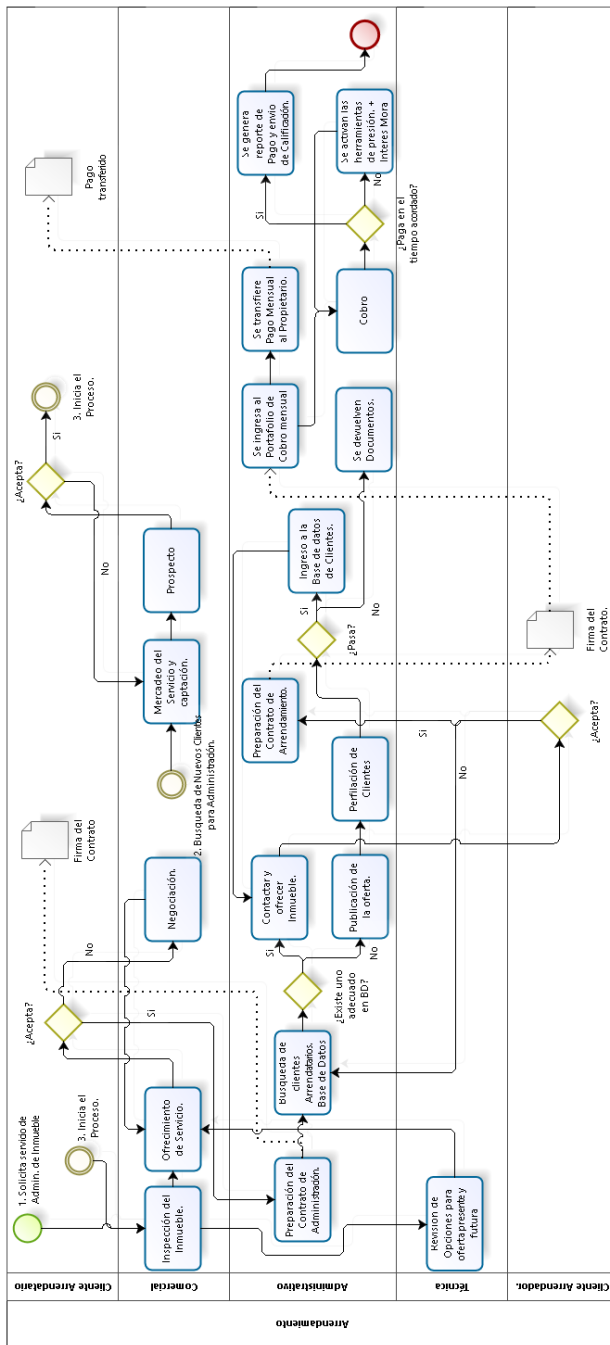 Arrendamiento
Cliente Arrendatario
Comercial
Administrativo
Técnica
Cliente Arrendador.
1. Solicita servido de
Admin. de Inmueble
3. Inicia el
Proceso.
¿Acepta?
No
Si
Firma del
Contrato
¿Acepta?
Si
No
3. Inicia el
Proceso.
Pago
transferido
Inspección del
Inmueble.
Ofrecimiento
de Servicio.
Negociación.
2. Busqueda de Nuevos Clientes
para Administradón.
Mercadeo del
Servicio y
captación.
Prospecto
Preparación del
Contrato de
Administración.
Busqueda de
clientes
Arrendatarios.
Base de Datos
¿Existe uno
adecuado
en BD?
Si
No
Contactar y
ofrecer
Inmueble.
Publicación de
la oferta.
Perfilación de
Clientes
Preparación del
Contrato de
Arrendamiento.
¿Pasa?
Si
No
Ingreso a la
Base de datos
de Clientes.
Se devuelven
Documentos.
Se ingresa al
Portafolio de
Cobro mensual
Se transfiere
Pago Mensual
al Propietario.
Cobro
¿Paga en el
tiempo acordado?
Si
No
Se genera
reporte de
Pago y envio
de Calificación.
Se activan las
herramientas
de presión. +
Interes Mora
Revision de
Opciones para
oferta presente y
futura
Si
No
¿Acepta?
Firma del
Contrato.